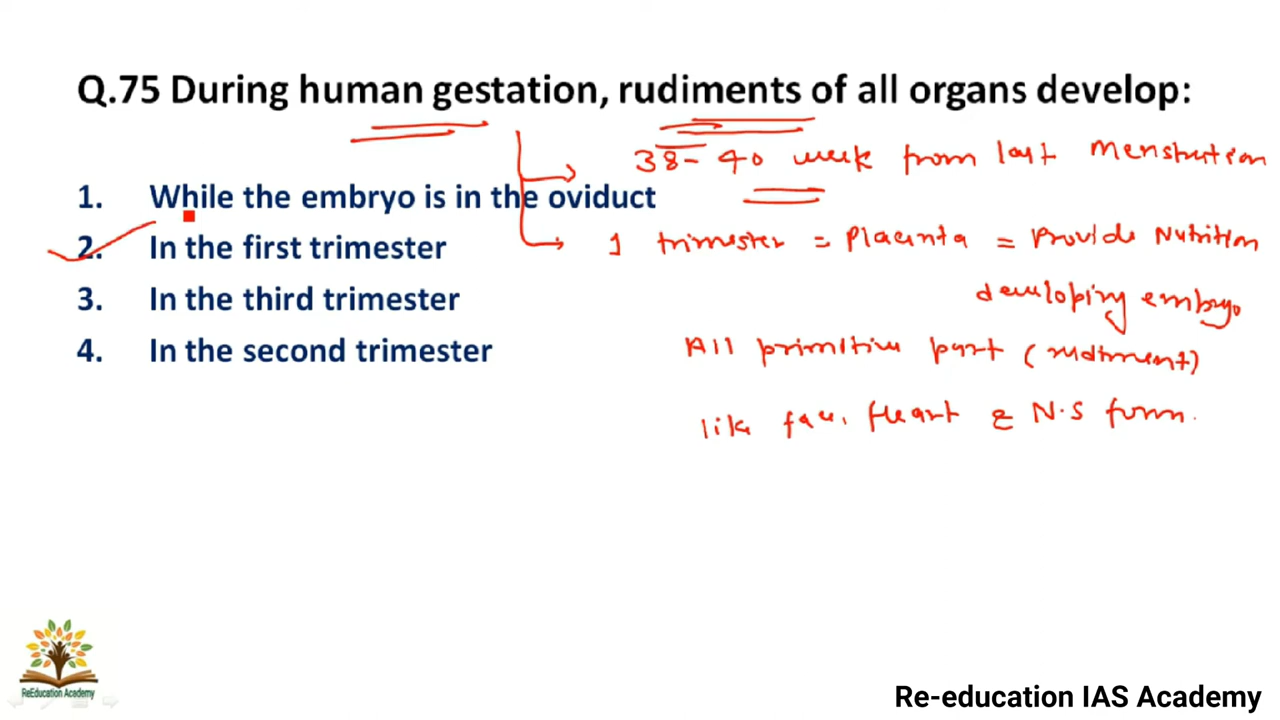 Q.75 During human gestation, rudiments of all organs develop:
38- 40 week from last menstrution
1. While the embryo is in the oviduct
2. In the first trimester
1 trimester = Placenta = Provide Nutrition
3. In the third trimester
developing embryo
4. In the second trimester
All primitive part (rudiment)
like face, Heart & N.S form.
ReEducation Academy
Re-education IAS Academy